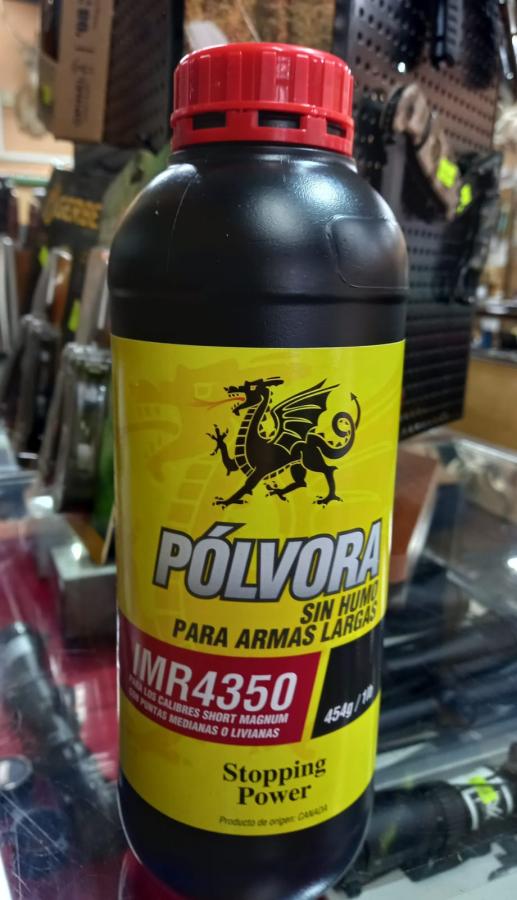 PÓLVORA
SIN HUMO
PARA ARMAS LARGAS
IMR4350
PARA LOS CALIBRES SHORT MAGNUM
CON PUNTAS MEDIANAS O LIVIANAS
454g / 1lb
Stopping
Power
Producto de origen: CANADA